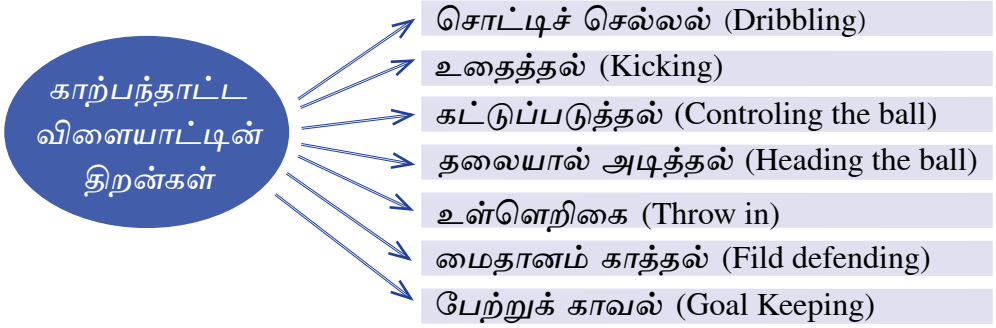 காற்பந்தாட்ட
விளையாட்டின்
திறன்கள்
சொட்டிச் செல்லல் (Dribbling)
உதைத்தல் (Kicking)
கட்டுப்படுத்தல் (Controling the ball)
தலையால் அடித்தல் (Heading the ball)
உள்ளெறிகை (Throw in)
மைதானம் காத்தல் (Fild defending)
பேற்றுக் காவல் (Goal Keeping)